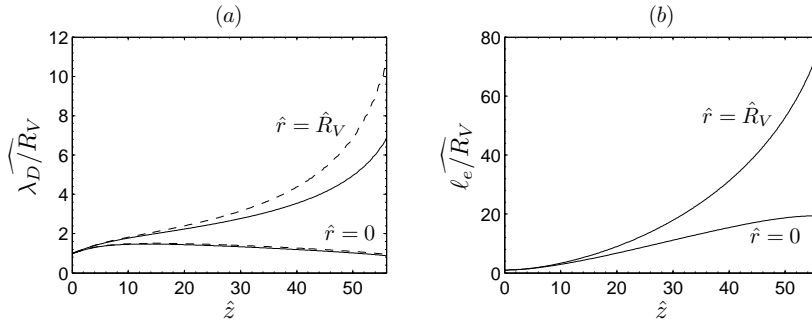 (a)
12
10
8
6
4
2
0
0 10 20 30 40 50
ẑ
λ_D/R_V
r̂ = R̂_V
r̂ = 0
(b)
80
60
40
20
0
0 10 20 30 40 50
ẑ
ℓ_e/R_V
r̂ = R̂_V
r̂ = 0